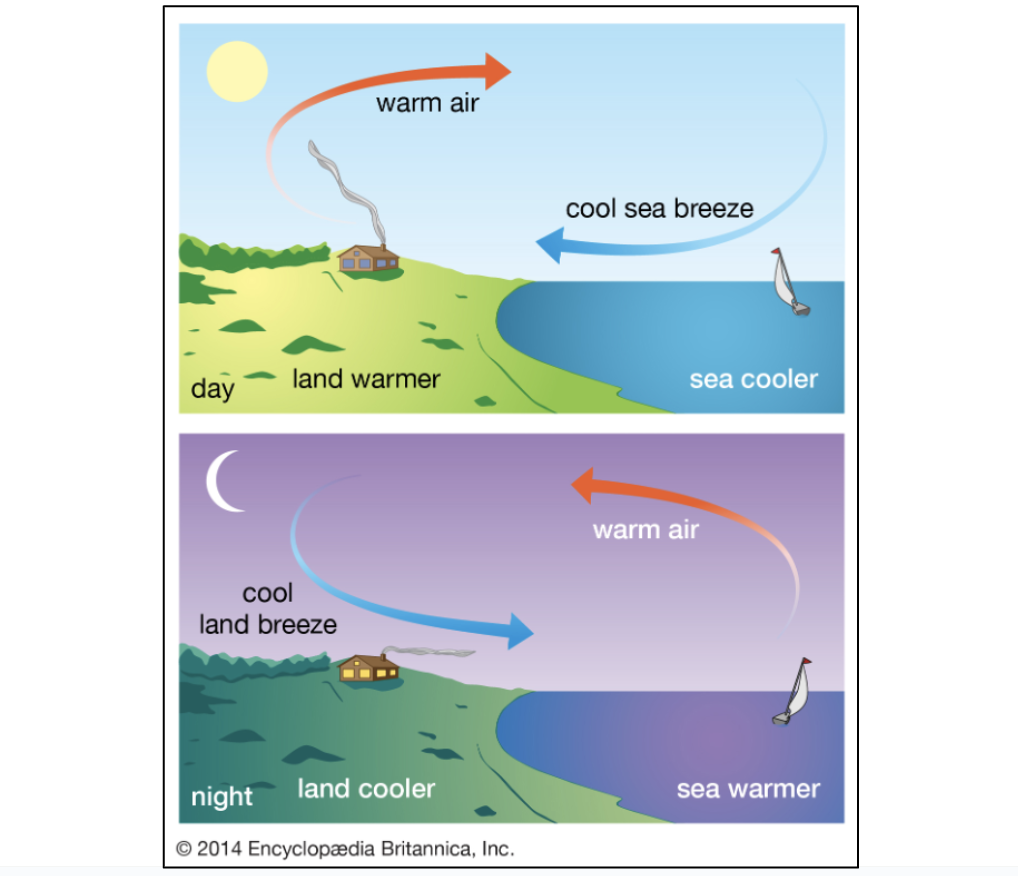 warm air
cool sea breeze
land warmer
sea cooler
day
warm air
cool
land breeze
land cooler
sea warmer
night
© 2014 Encyclopædia Britannica, Inc.